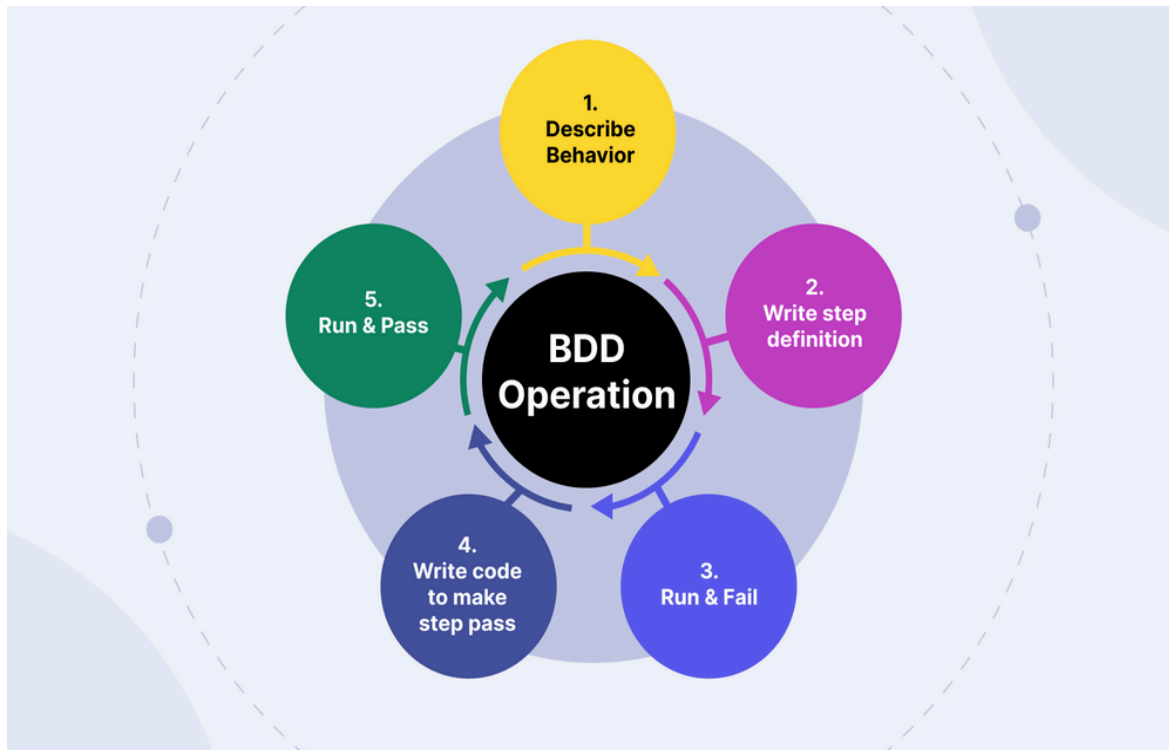 1.
Describe
Behavior
2.
Write step
definition
3.
Run & Fail
4.
Write code
to make
step pass
5.
Run & Pass
BDD
Operation